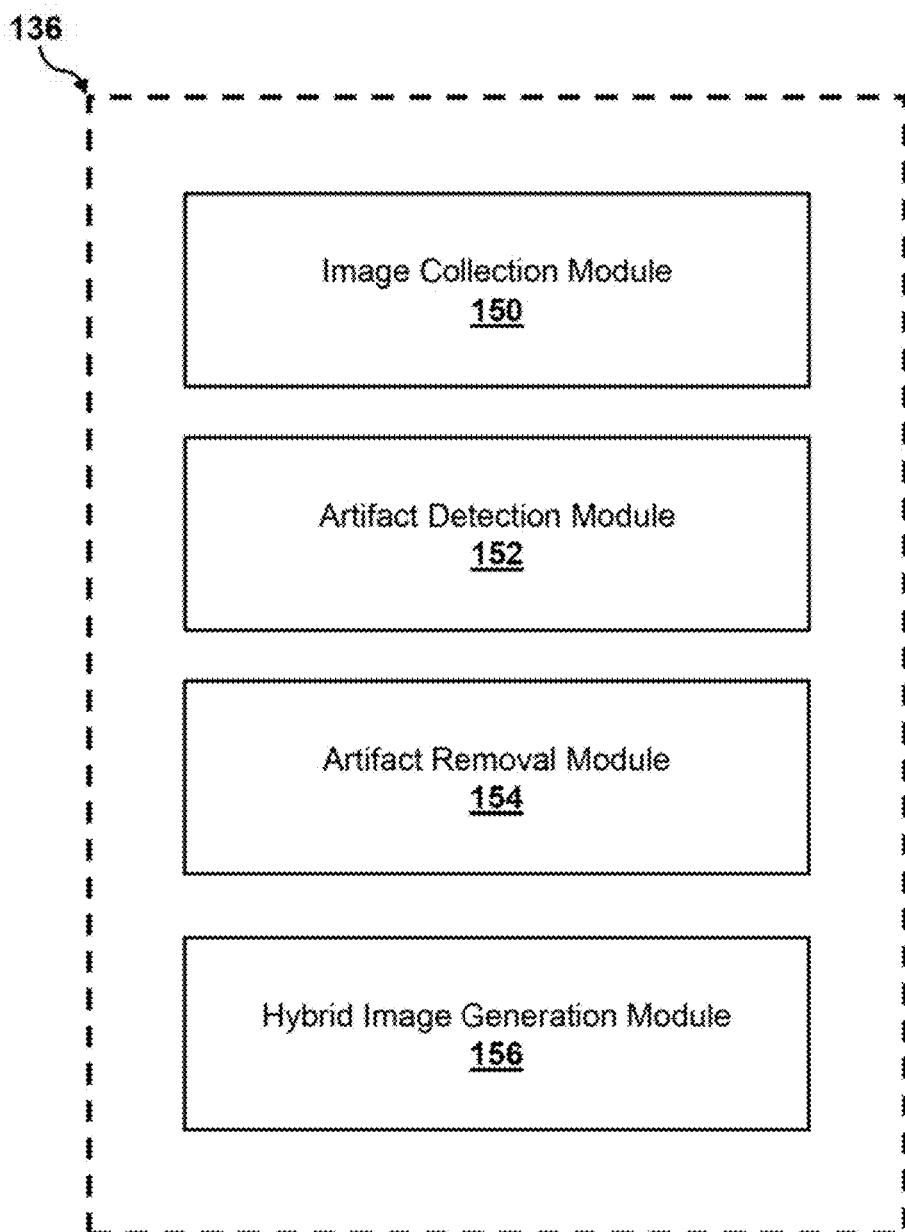 136
Image Collection Module
150
Artifact Detection Module
152
Artifact Removal Module
154
Hybrid Image Generation Module
156